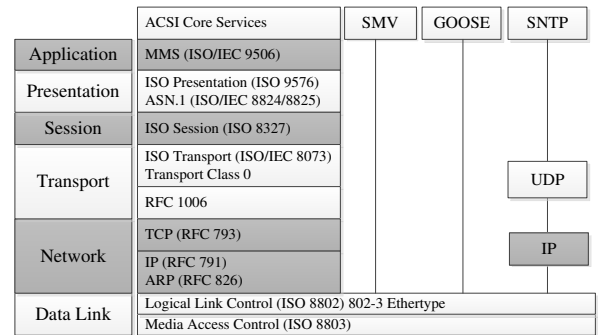 ACSI Core Services
SMV
GOOSE
SNTP
Application
MMS (ISO/IEC 9506)
Presentation
ISO Presentation (ISO 9576)
ASN.1 (ISO/IEC 8824/8825)
Session
ISO Session (ISO 8327)
Transport
ISO Transport (ISO/IEC 8073)
Transport Class 0
RFC 1006
UDP
Network
TCP (RFC 793)
IP (RFC 791)
ARP (RFC 826)
IP
Data Link
Logical Link Control (ISO 8802) 802-3 Ethertype
Media Access Control (ISO 8803)